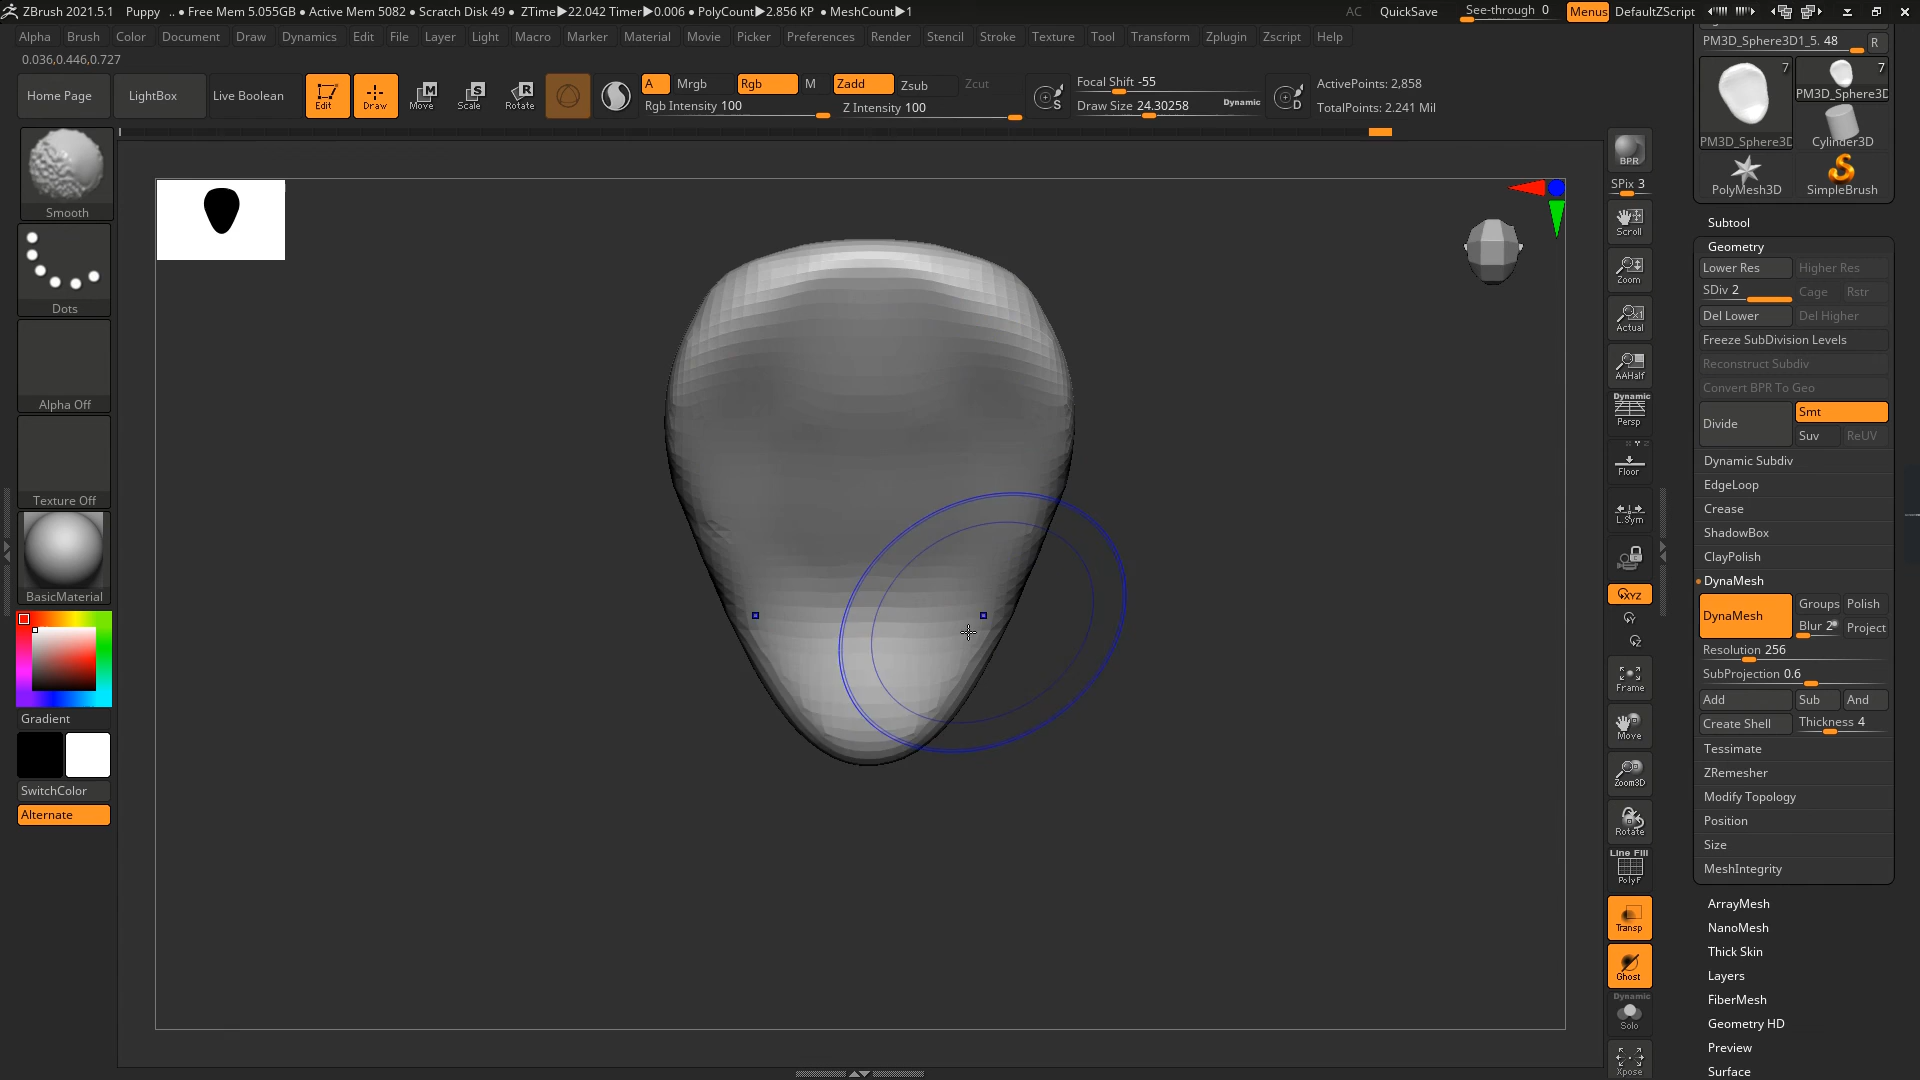 ZBrush 2021.5.1 Puppy .. • Free Mem 5.055GB • Active Mem 5082 • Scratch Disk 49 • ZTime▶22.042 Timer▶0.006 • PolyCount▶2.856 KP • MeshCount▶1 AC QuickSave See-through 0 Menus DefaultZScript
Alpha Brush Color Document Draw Dynamics Edit File Layer Light Macro Marker Material Movie Picker Preferences Render Stencil Stroke Texture Tool Transform Zplugin Zscript Help
0.036,0.446,0.727
Home Page LightBox Live Boolean Edit Draw Move Scale Rotate
A Mrgb Rgb M Zadd Zsub Zcut
Rgb Intensity 100 Z Intensity 100
S
Focal Shift -55
Draw Size 24.30258 Dynamic
D
ActivePoints: 2,858
TotalPoints: 2.241 Mil
Smooth
Dots
Alpha Off
Texture Off
BasicMaterial
Gradient
SwitchColor
Alternate
BPR
SPix 3
Scroll
Zoom
Actual
AAHalf
Dynamic
Persp
Floor
L.Sym
XYZ
Y
Z
Frame
Move
Zoom3D
Rotate
Line Fill
PolyF
Transp
Ghost
Dynamic
Solo
Xpose
PM3D_Sphere3D1_5. 48 R
7 7
PM3D_Sphere3D
PM3D_Sphere3D Cylinder3D
PolyMesh3D SimpleBrush
Subtool
Geometry
Lower Res Higher Res
SDiv 2 Cage Rstr
Del Lower Del Higher
Freeze SubDivision Levels
Reconstruct Subdiv
Convert BPR To Geo
Divide Smt
Suv ReUV
Dynamic Subdiv
EdgeLoop
Crease
ShadowBox
ClayPolish
DynaMesh
DynaMesh Groups Polish
Blur 2 Project
Resolution 256
SubProjection 0.6
Add Sub And
Create Shell Thickness 4
Tessimate
ZRemesher
Modify Topology
Position
Size
MeshIntegrity
ArrayMesh
NanoMesh
Thick Skin
Layers
FiberMesh
Geometry HD
Preview
Surface